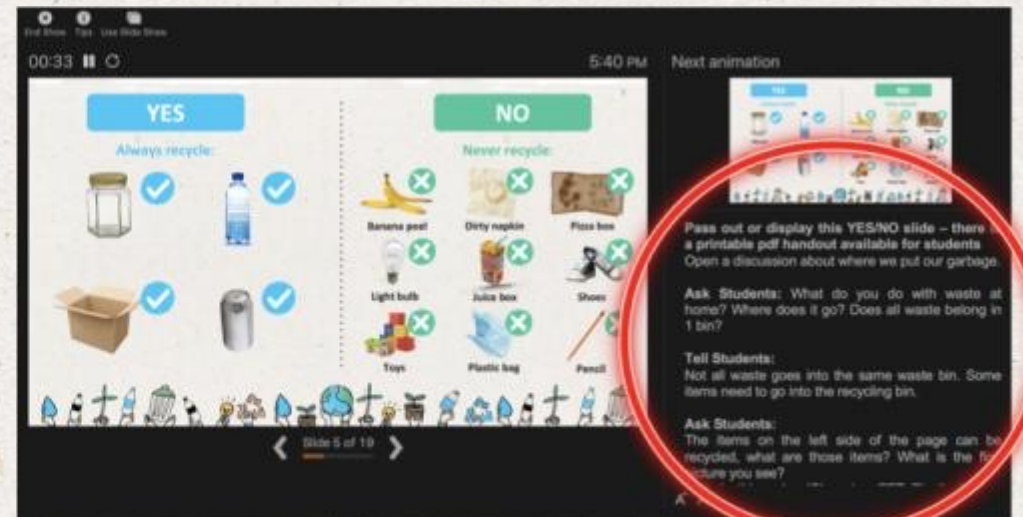 End Show Tips Use Slide Show
00:33
5:40 PM
Next animation
YES
NO
Always recycle:
Never recycle:
Banana peel
Dirty napkin
Pizza box
Light bulb
Juice box
Shoes
Toys
Plastic bag
Pencil
Slide 5 of 19
YES
NO
Pass out or display this YES/NO slide – there
a printable pdf handout available for students
Open a discussion about where we put our garbage.
Ask Students: What do you do with waste at
home? Where does it go? Does all waste belong in
1 bin?
Tell Students:
Not all waste goes into the same waste bin. Some
items need to go into the recycling bin.
Ask Students:
The items on the left side of the page can be
recycled, what are those items? What is the
picture you see?